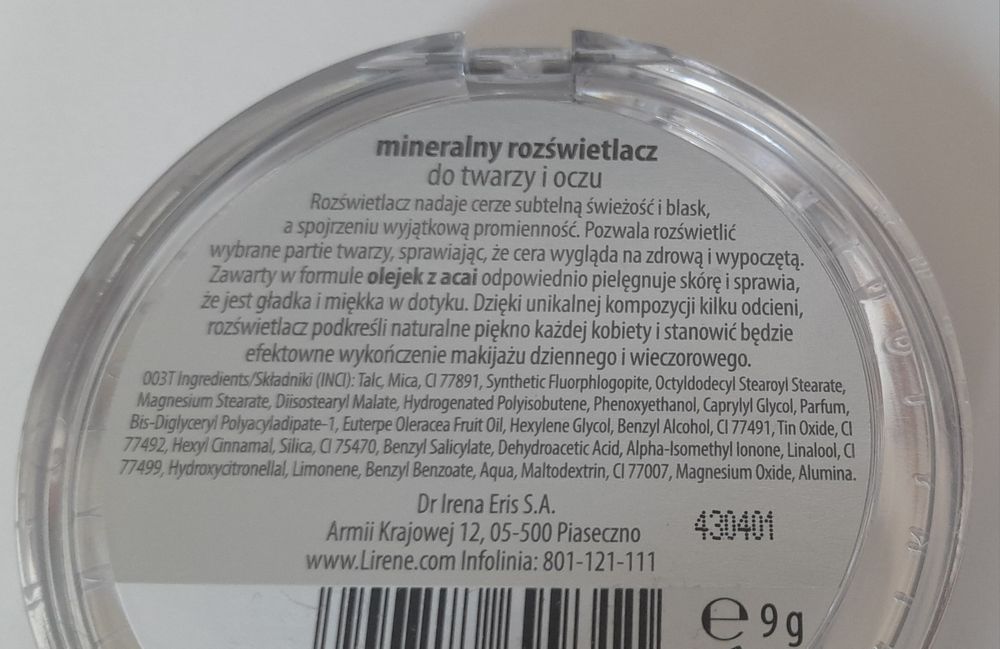 mineralny rozświetlacz
do twarzy i oczu
Rozświetlacz nadaje cerze subtelną świeżość i blask,
a spojrzeniu wyjątkową promienność. Pozwala rozświetlić
wybrane partie twarzy, sprawiając, że cera wygląda na zdrową i wypoczętą.
Zawarty w formule olejek z acai odpowiednio pielęgnuje skórę i sprawia,
że jest gładka i miękka w dotyku. Dzięki unikalnej kompozycji kilku odcieni,
rozświetlacz podkreśli naturalne piękno każdej kobiety i stanowić będzie
efektowne wykończenie makijażu dziennego i wieczorowego.
003T Ingredients/Składniki (INCI): Talc, Mica, CI 77891, Synthetic Fluorphlogopite, Octyldodecyl Stearoyl Stearate,
Magnesium Stearate, Diisostearyl Malate, Hydrogenated Polyisobutene, Phenoxyethanol, Caprylyl Glycol, Parfum,
Bis-Diglyceryl Polyacyladipate-1, Euterpe Oleracea Fruit Oil, Hexylene Glycol, Benzyl Alcohol, CI 77491, Tin Oxide, CI
77492, Hexyl Cinnamal, Silica, CI 75470, Benzyl Salicylate, Dehydroacetic Acid, Alpha-Isomethyl Ionone, Linalool, CI
77499, Hydroxycitronellal, Limonene, Benzyl Benzoate, Aqua, Maltodextrin, CI 77007, Magnesium Oxide, Alumina.
Dr Irena Eris S.A.
Armii Krajowej 12, 05-500 Piaseczno
www.Lirene.com Infolinia: 801-121-111
430401
℮ 9 g